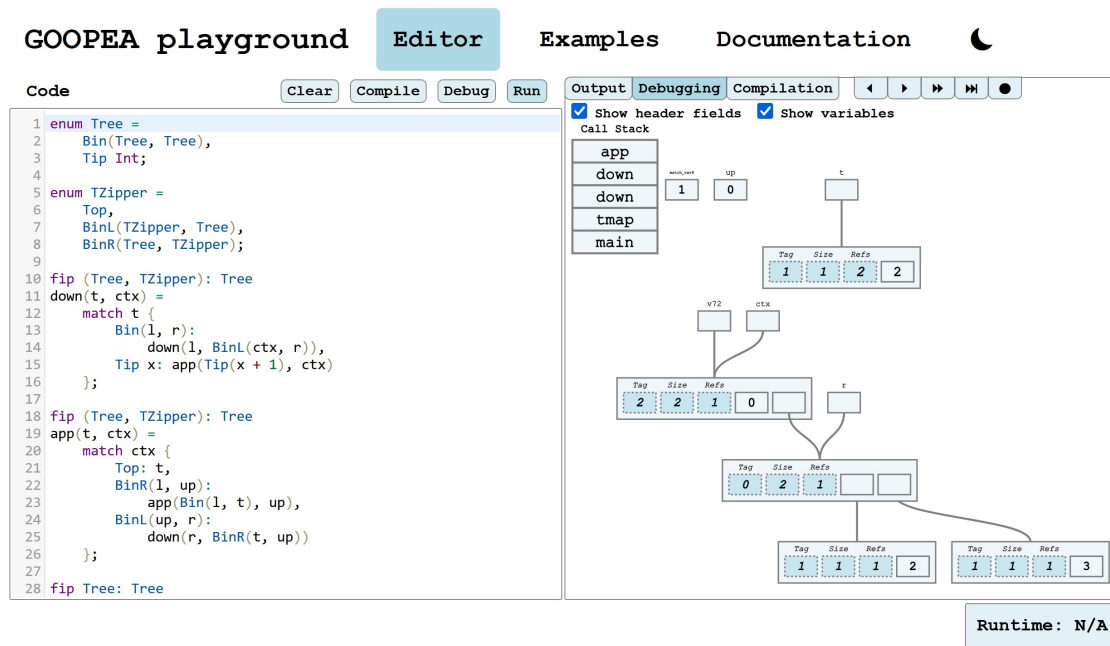 GOOPEA playground Editor Examples Documentation
Code Clear Compile Debug Run
1 enum Tree =
2 Bin(Tree, Tree),
3 Tip Int;
4
5 enum TZipper =
6 Top,
7 BinL(TZipper, Tree),
8 BinR(Tree, TZipper);
9
10 fip (Tree, TZipper): Tree
11 down(t, ctx) =
12 match t {
13 Bin(l, r):
14 down(l, BinL(ctx, r)),
15 Tip x: app(Tip(x + 1), ctx)
16 };
17
18 fip (Tree, TZipper): Tree
19 app(t, ctx) =
20 match ctx {
21 Top: t,
22 BinR(l, up):
23 app(Bin(l, t), up),
24 BinL(up, r):
25 down(r, BinR(t, up))
26 };
27
28 fip Tree: Tree
Output Debugging Compilation
Show header fields Show variables
Call Stack
app
down
down
tmap
main
match_var0 up t
1 0
Tag Size Refs
1 1 2 2
v72 ctx
Tag Size Refs r
2 2 1 0
Tag Size Refs
0 2 1
Tag Size Refs Tag Size Refs
1 1 1 2 1 1 1 3
Runtime: N/A